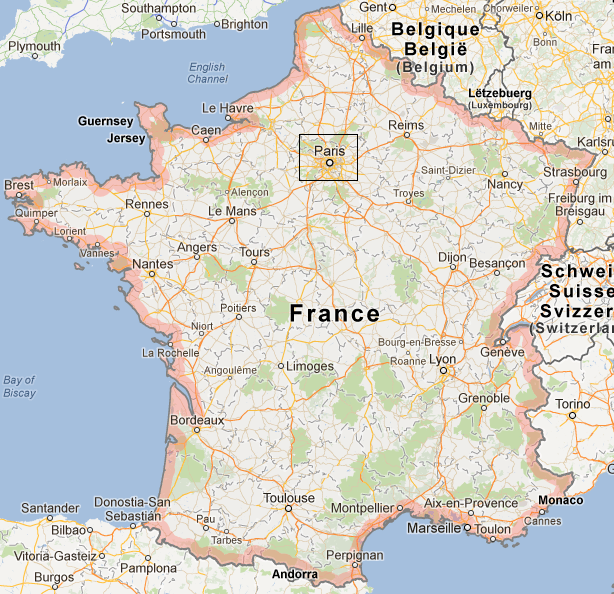 Southampton
Gent
Mechelen
Chorweiler
Köln
Brighton
Portsmouth
Plymouth
Lille
Belgique
België
(Belgium)
Bonn
Fran
am
English
Channel
Lëtzebuerg
(Luxembourg)
Le Havre
Guernsey
Jersey
Caen
Reims
Mitte
Karlsru
Paris
Saint-Dizier
Strasbourg
Morlaix
Brest
Alençon
Nancy
Troyes
Quimper
Rennes
Le Mans
Freiburg im
Breisgau
Lorient
Vannes
Angers
Tours
Dijon
Besançon
Nantes
Schwei
Suisse
Svizzer
(Switzerlan
Poitiers
France
Niort
Bourg-en-Bresse
La Rochelle
Genève
Roanne
Lyon
Limoges
Angoulême
Bay of
Biscay
Grenoble
Torino
Bordeaux
Donostia-San
Sebastián
Santander
Toulouse
Montpellier
Aix-en-Provence
Monaco
Cannes
Bilbao
Pau
Marseille
Toulon
Tarbes
Vitoria-Gasteiz
Pamplona
Perpignan
Andorra
Burgos